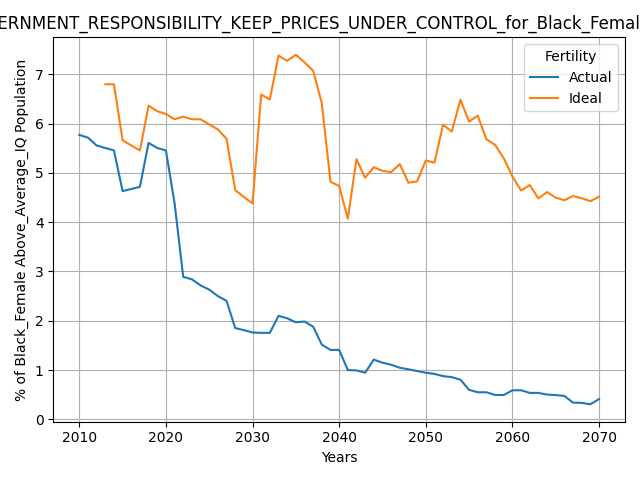 ERNMENT_RESPONSIBILITY_KEEP_PRICES_UNDER_CONTROL_for_Black_Femal
Fertility
Actual
Ideal
% of Black_Female Above_Average_IQ Population
7
6
5
4
3
2
1
0
2010 2020 2030 2040 2050 2060 2070
Years